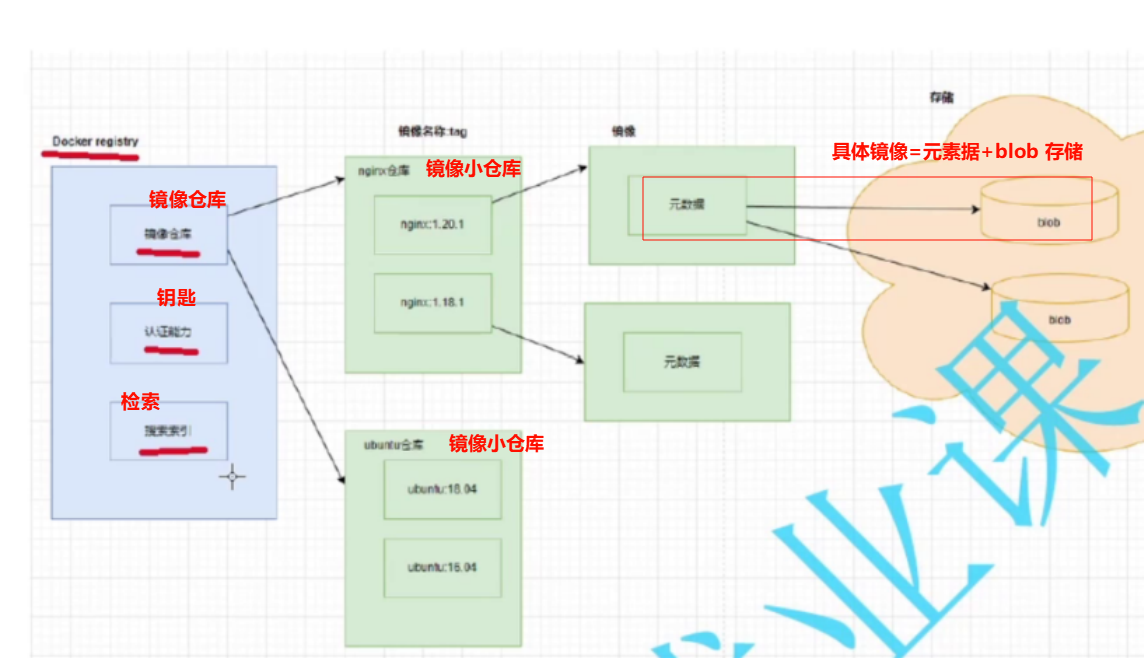 存储
Docker registry
镜像名称:tag
镜像
具体镜像=元素据+blob 存储
nginx仓库
镜像小仓库
镜像仓库
镜像仓库
nginx:1.20.1
元数据
blob
钥匙
认证能力
nginx:1.18.1
元数据
blob
检索
搜索索引
ubuntu仓库
镜像小仓库
ubuntu:18.04
ubuntu:16.04
业课